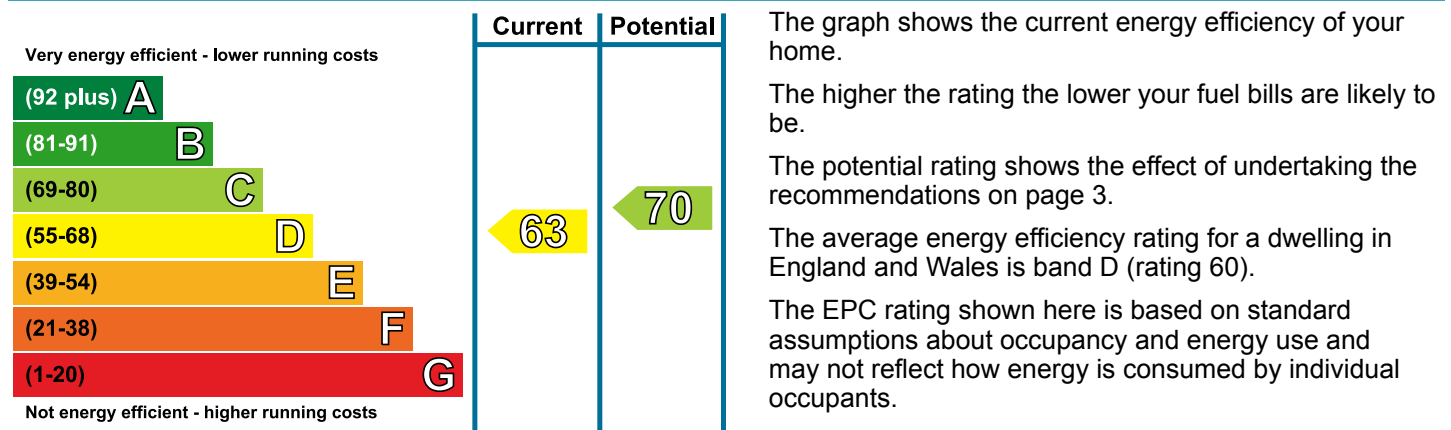 Current Potential
Very energy efficient - lower running costs
(92 plus) A
(81-91) B
(69-80) C
(55-68) D
(39-54) E
(21-38) F
(1-20) G
Not energy efficient - higher running costs
63
70
The graph shows the current energy efficiency of your
home.
The higher the rating the lower your fuel bills are likely to
be.
The potential rating shows the effect of undertaking the
recommendations on page 3.
The average energy efficiency rating for a dwelling in
England and Wales is band D (rating 60).
The EPC rating shown here is based on standard
assumptions about occupancy and energy use and
may not reflect how energy is consumed by individual
occupants.